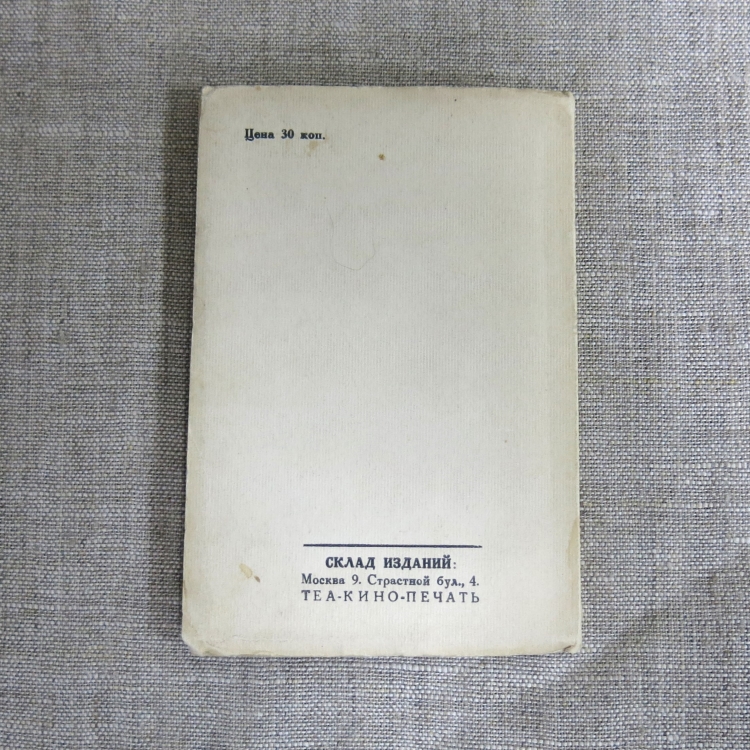 Цена 30 коп.
СКЛАД ИЗДАНИЙ:
Москва 9. Страстной бул., 4.
ТЕА-КИНО-ПЕЧАТЬ